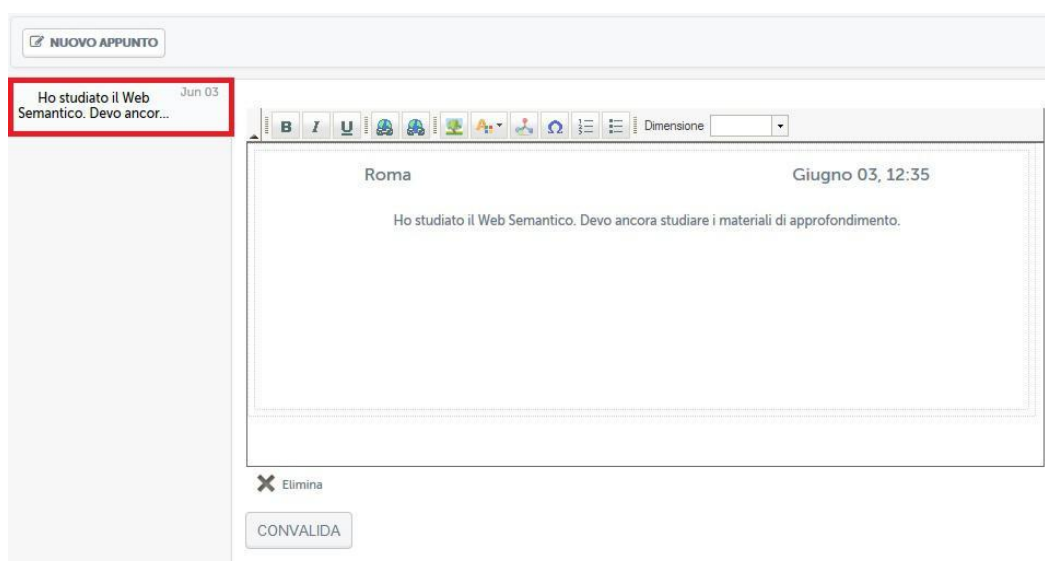 NUOVO APPUNTO
Ho studiato il Web Jun 03
Semantico. Devo ancor...
B I U Dimensione
Roma Giugno 03, 12:35
Ho studiato il Web Semantico. Devo ancora studiare i materiali di approfondimento.
Elimina
CONVALIDA